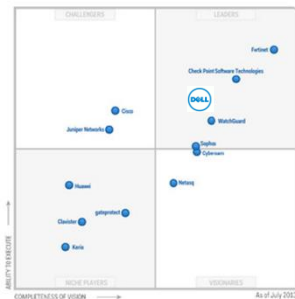 CHALLENGERS
LEADERS
Fortinet
Check Point Software Technologies
DELL
WatchGuard
Cisco
Juniper Networks
Sophos
Cyberoam
Huawei
Netasq
gateprotect
Clavister
Kerio
NICHE PLAYERS
VISIONARIES
ABILITY TO EXECUTE
COMPLETENESS OF VISION
As of July 201